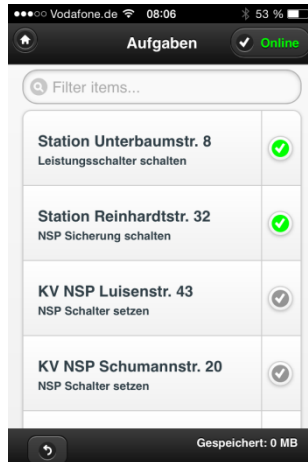 Vodafone.de 08:06 53 %
Aufgaben
Online
Filter items...
Station Unterbaumstr. 8
Leistungsschalter schalten
Station Reinhardtstr. 32
NSP Sicherung schalten
KV NSP Luisenstr. 43
NSP Schalter setzen
KV NSP Schumannstr. 20
NSP Schalter setzen
Gespeichert: 0 MB